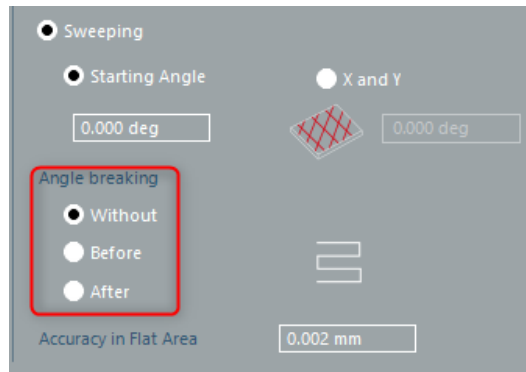 Sweeping
Starting Angle X and Y
0.000 deg 0.000 deg
Angle breaking
Without
Before
After
Accuracy in Flat Area 0.002 mm